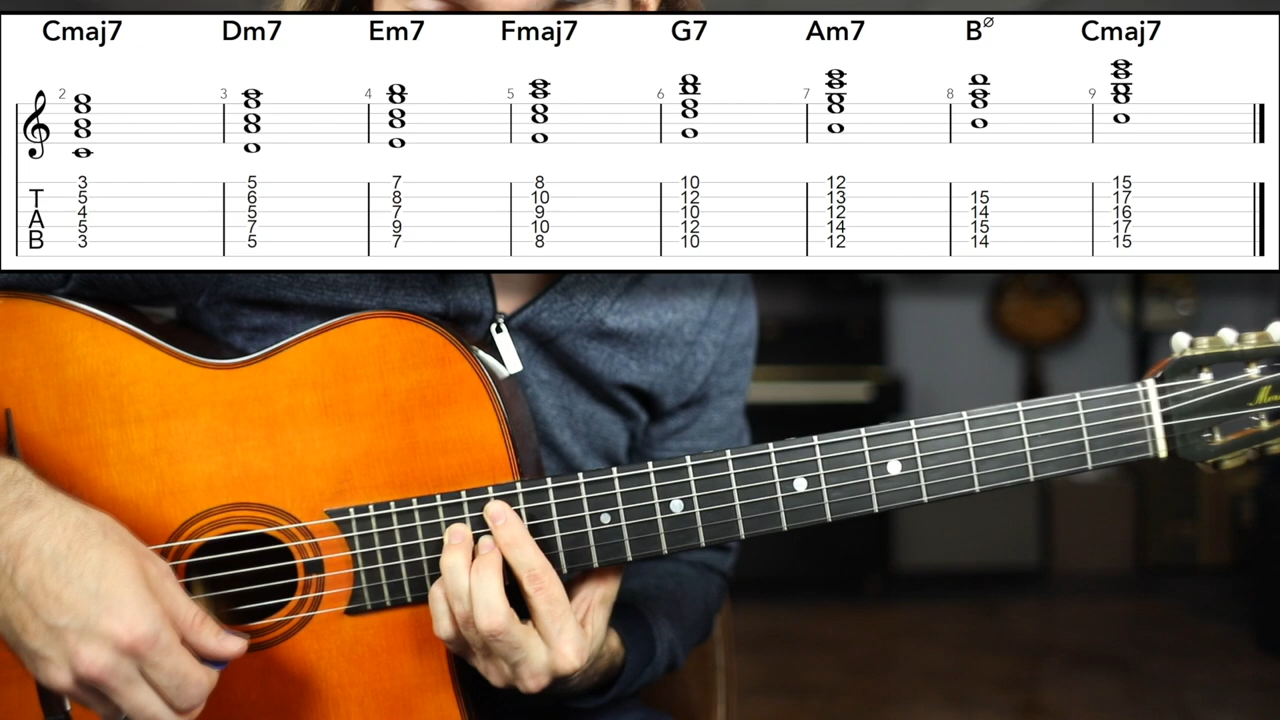 Cmaj7 Dm7 Em7 Fmaj7 G7 Am7 Bø Cmaj7
2 3 4 5 6 7 8 9
3 5 7 8 10 12 15
T 5 6 8 10 12 13 15 17
A 4 5 7 9 10 12 14 16
5 7 9 10 12 14 15 17
B 3 5 7 8 10 12 14 15